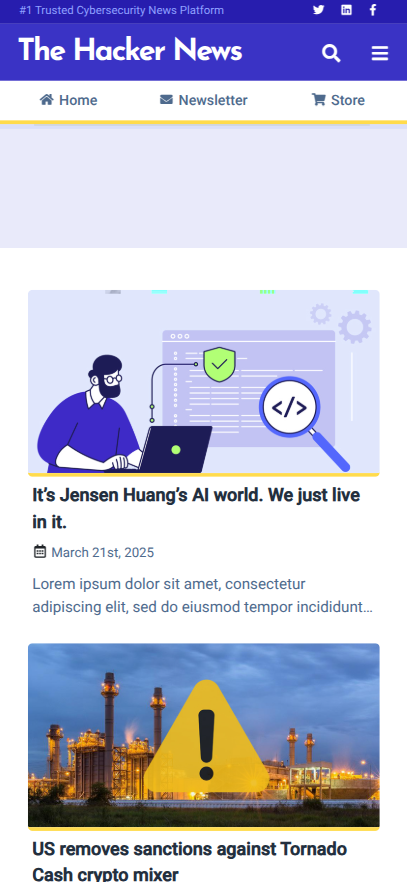 #1 Trusted Cybersecurity News Platform
The Hacker News
Home
Newsletter
Store
</>
It's Jensen Huang's AI world. We just live
in it.
March 21st, 2025
Lorem ipsum dolor sit amet, consectetur
adipiscing elit, sed do eiusmod tempor incididunt...
!
US removes sanctions against Tornado
Cash crypto mixer